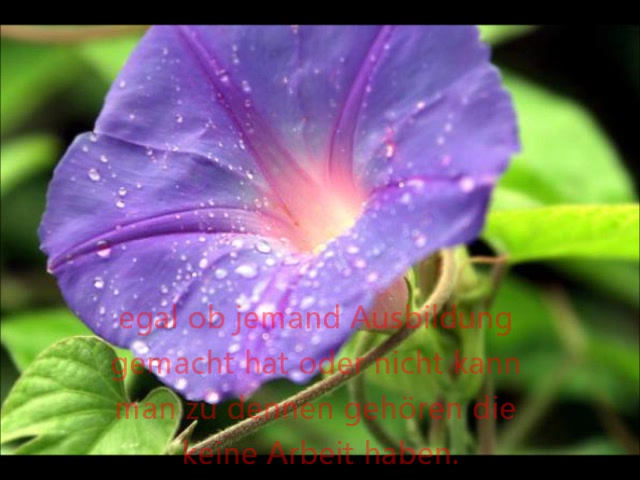 egal ob jemand Ausbildung
gemacht hat oder nicht kann
man zu dennen gehören die
keine Arbeit haben.